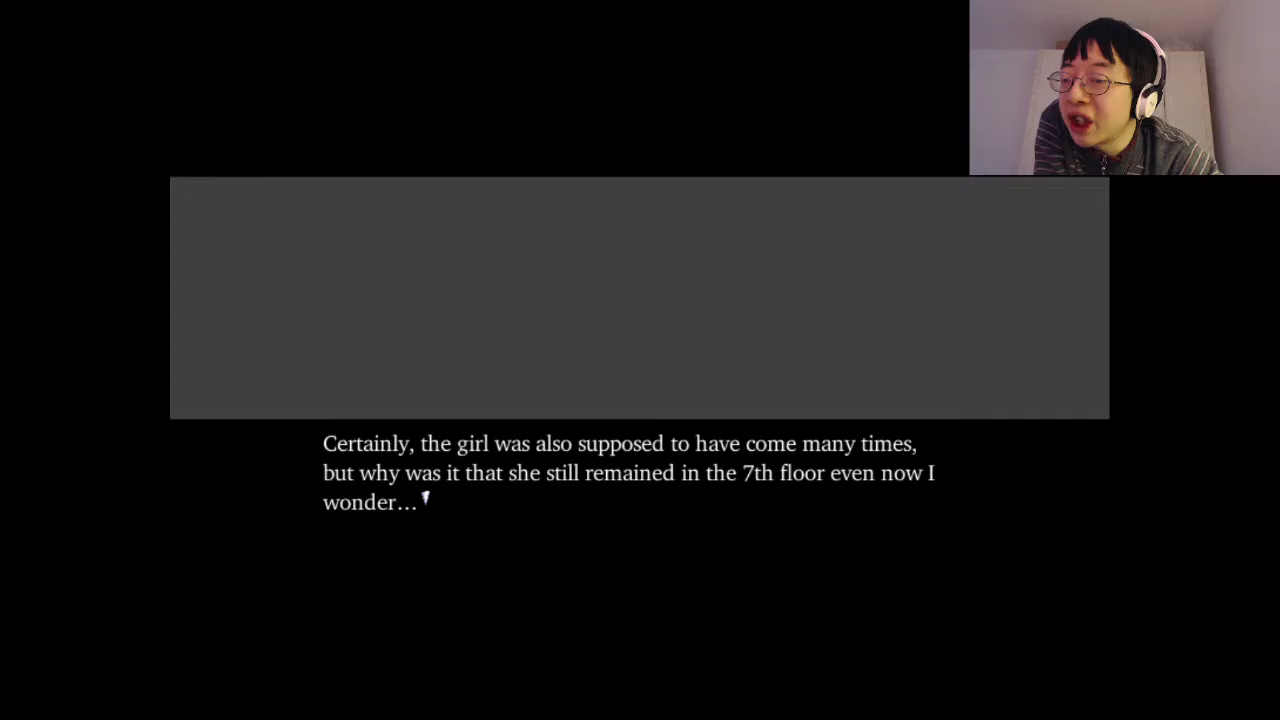 Certainly, the girl was also supposed to have come many times,
but why was it that she still remained in the 7th floor even now I
wonder…